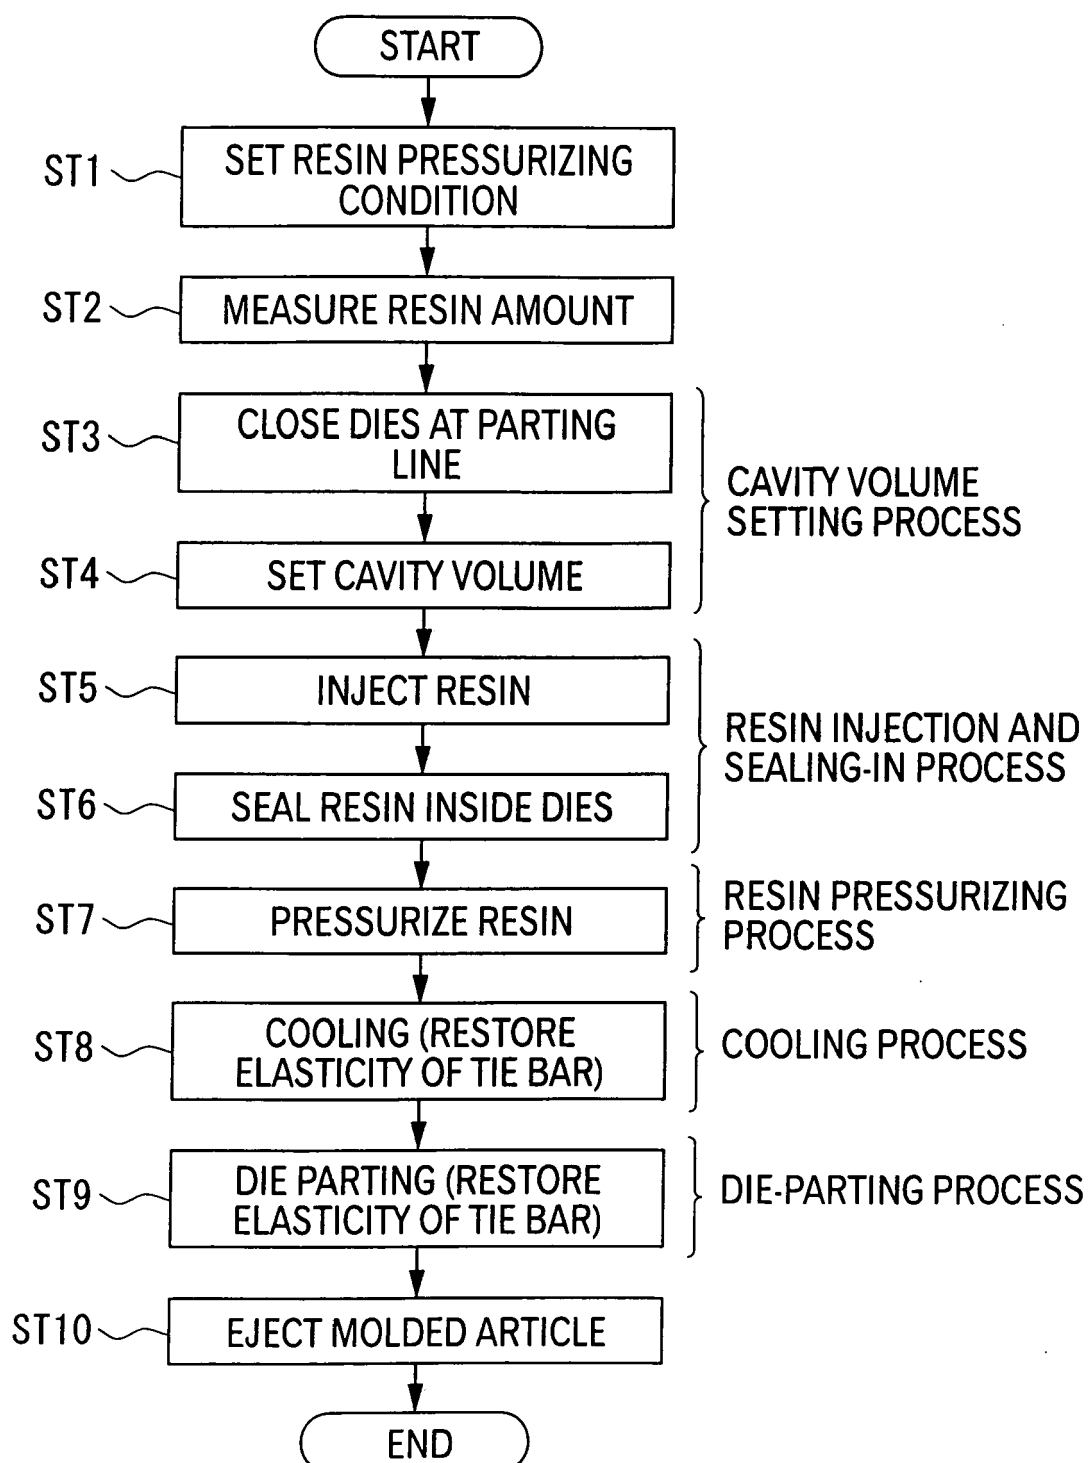 START
ST1
SET RESIN PRESSURIZING
CONDITION
ST2
MEASURE RESIN AMOUNT
ST3
CLOSE DIES AT PARTING
LINE
ST4
SET CAVITY VOLUME
CAVITY VOLUME
SETTING PROCESS
ST5
INJECT RESIN
ST6
SEAL RESIN INSIDE DIES
RESIN INJECTION AND
SEALING-IN PROCESS
ST7
PRESSURIZE RESIN
RESIN PRESSURIZING
PROCESS
ST8
COOLING (RESTORE
ELASTICITY OF TIE BAR)
COOLING PROCESS
ST9
DIE PARTING (RESTORE
ELASTICITY OF TIE BAR)
DIE-PARTING PROCESS
ST10
EJECT MOLDED ARTICLE
END